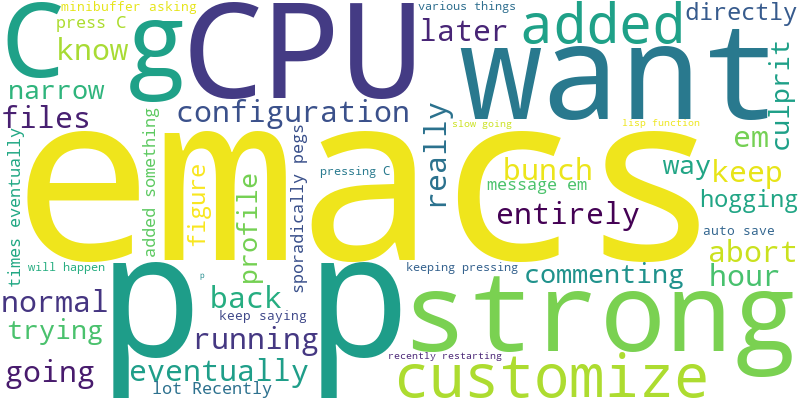 minibuffer asking
various things
directly
press C
C
g
CPU
later
added
know
want
narrow
files
configuration
culprit
slow going
lisp function
em
times eventually
added something
emacs
figure
profile
sporadically pegs
pressing C
really
bunch
message em
way
keep
entirely
hogging
auto save
abort
will happen
p
p
p
keeping pressing
commenting
hour
normal
back
keep saying
strong
trying
running
going
eventually
lot Recently
recently restarting
customize